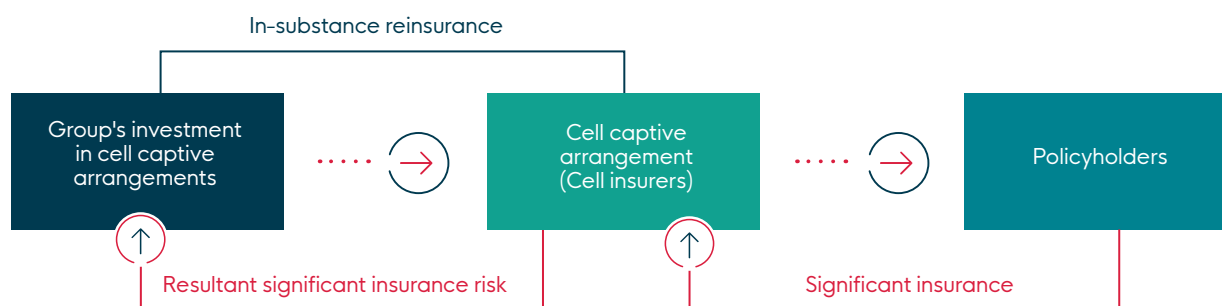 In-substance reinsurance
Group's investment
in cell captive
arrangements
Cell captive
arrangement
(Cell insurers)
Policyholders
Resultant significant insurance risk
Significant insurance